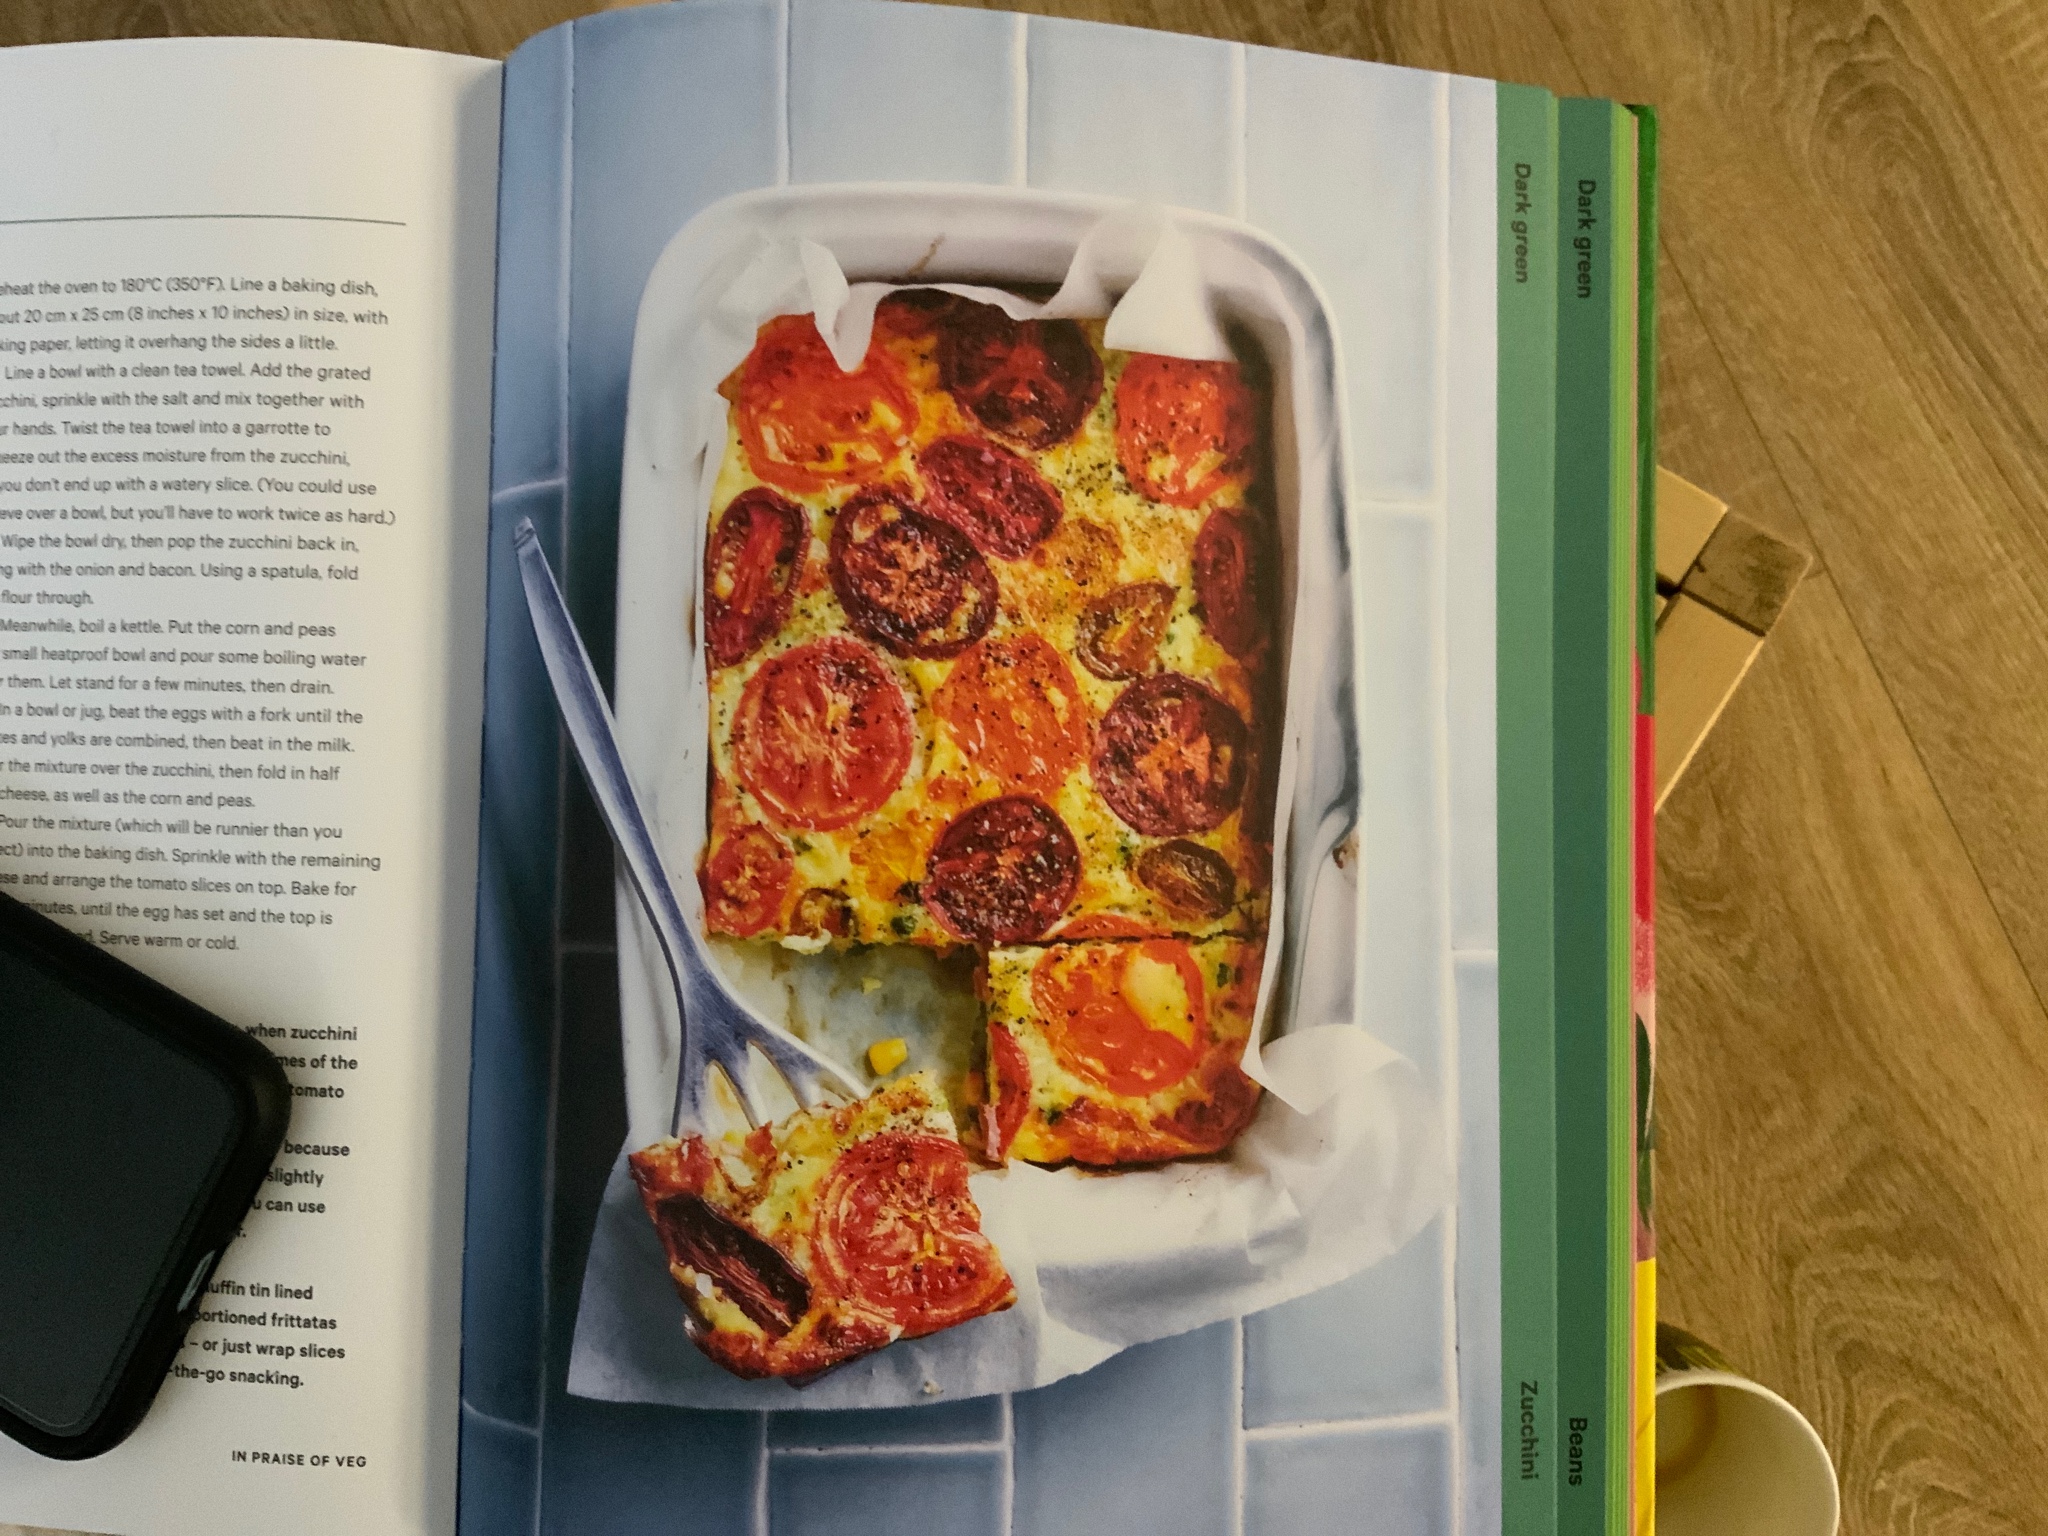 heat the oven to 180°C (350°F). Line a baking dish,
out 20 cm x 25 cm (8 inches x 10 inches) in size, with
king paper, letting it overhang the sides a little.
Line a bowl with a clean tea towel. Add the grated
chini, sprinkle with the salt and mix together with
ur hands. Twist the tea towel into a garrotte to
ueeze out the excess moisture from the zucchini,
you don't end up with a watery slice. (You could use
eve over a bowl, but you'll have to work twice as hard.)
Wipe the bowl dry, then pop the zucchini back in,
ng with the onion and bacon. Using a spatula, fold
flour through.
Meanwhile, boil a kettle. Put the corn and peas
small heatproof bowl and pour some boiling water
r them. Let stand for a few minutes, then drain.
In a bowl or jug, beat the eggs with a fork until the
es and yolks are combined, then beat in the milk.
r the mixture over the zucchini, then fold in half
cheese, as well as the corn and peas.
Pour the mixture (which will be runnier than you
ect) into the baking dish. Sprinkle with the remaining
ese and arrange the tomato slices on top. Bake for
minutes, until the egg has set and the top is
ed. Serve warm or cold.
when zucchini
mes of the
tomato
because
slightly
u can use
r.
uffin tin lined
portioned frittatas
– or just wrap slices
-the-go snacking.
IN PRAISE OF VEG
Dark green
Zucchini
Dark green
Beans